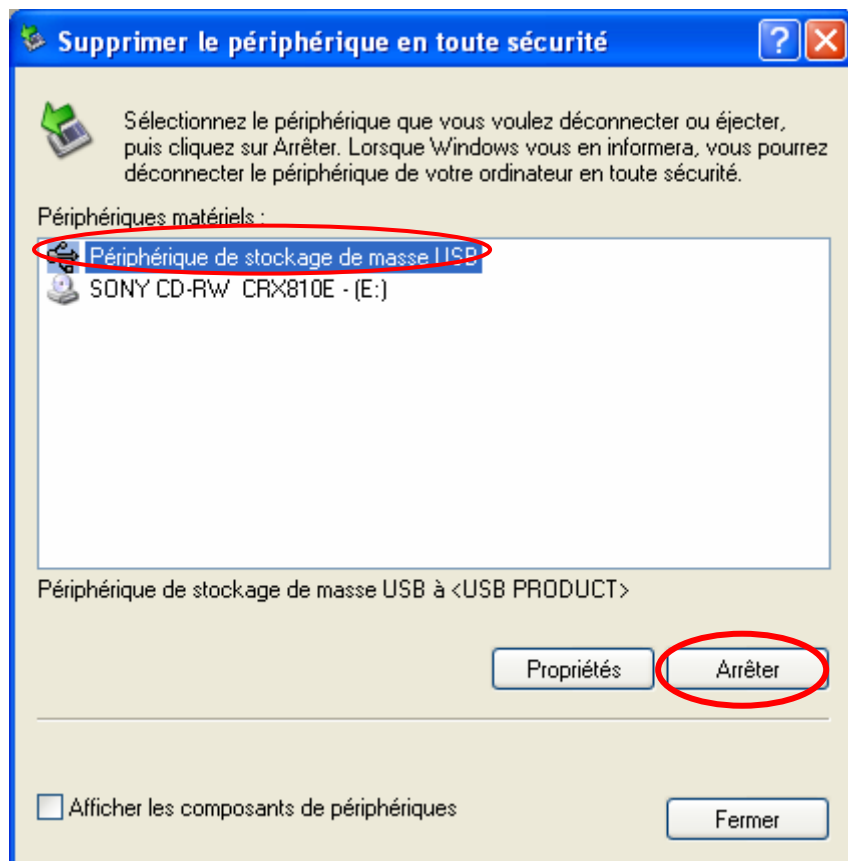 Supprimer le périphérique en toute sécurité
Sélectionnez le périphérique que vous voulez déconnecter ou éjecter,
puis cliquez sur Arrêter. Lorsque Windows vous en informera, vous pourrez
déconnecter le périphérique de votre ordinateur en toute sécurité.
Périphériques matériels :
Périphérique de stockage de masse USB
SONY CD-RW CRX810E - (E:)
Périphérique de stockage de masse USB à <USB PRODUCT>
Propriétés Arrêter
Afficher les composants de périphériques
Fermer